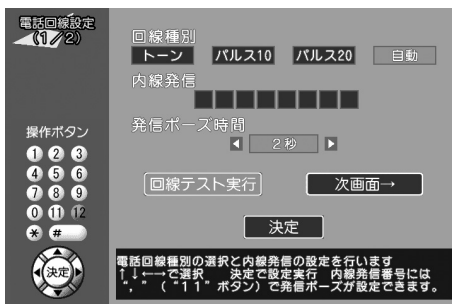 電話回線設定
(1/2)
回線種別
トーン パルス10 パルス20 自動
内線発信
発信ポーズ時間
2秒
操作ボタン
1 2 3
4 5 6
7 8 9
0 11 12
* #
決定
回線テスト実行 次画面→
決定
電話回線種別の選択と内線発信の設定を行います
↑↓←→で選択 決定で設定実行 内線発信番号には
“，”（“11”ボタン）で発信ポーズが設定できます。